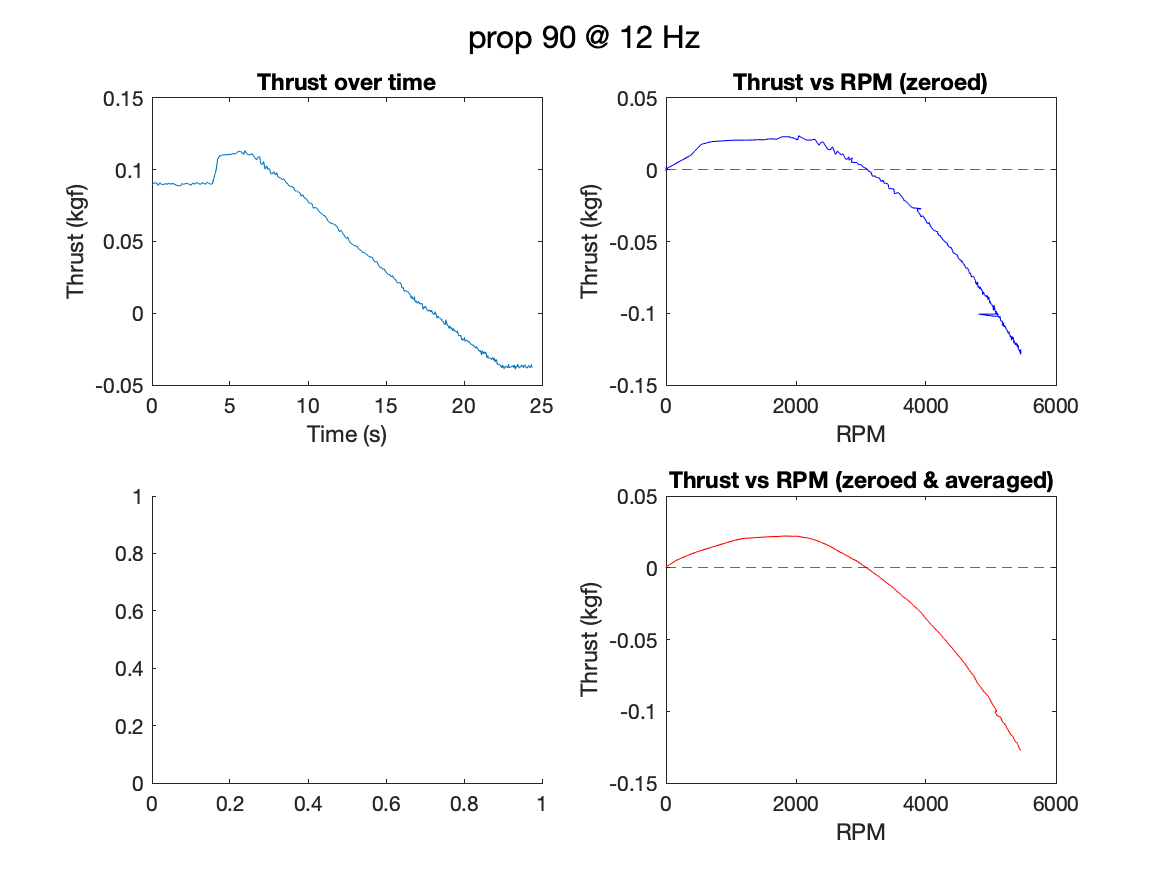 prop 90 @ 12 Hz
Thrust over time
0.15
0.1
0.05
0
-0.05
Thrust (kgf)
0 5 10 15 20 25
Time (s)
Thrust vs RPM (zeroed)
0.05
0
-0.05
-0.1
-0.15
Thrust (kgf)
0 2000 4000 6000
RPM
1
0.8
0.6
0.4
0.2
0
0 0.2 0.4 0.6 0.8 1
Thrust vs RPM (zeroed & averaged)
0.05
0
-0.05
-0.1
-0.15
Thrust (kgf)
0 2000 4000 6000
RPM